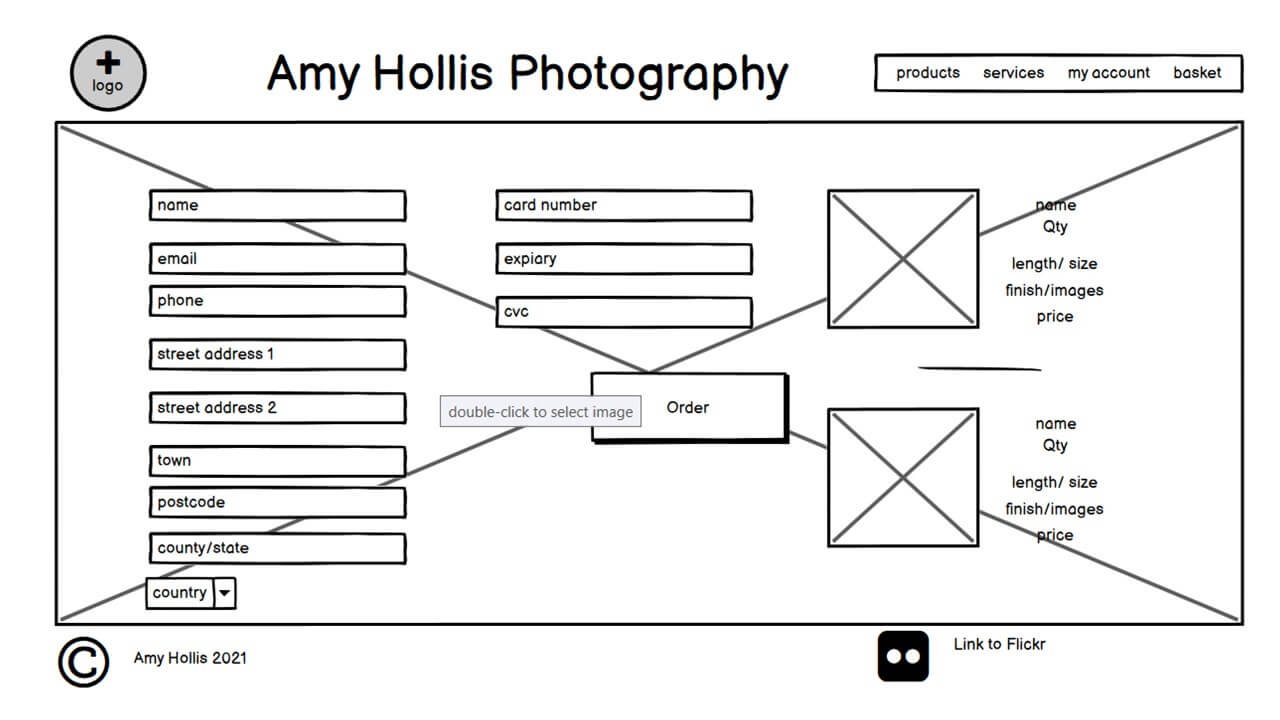 logo
Amy Hollis Photography
products services my account basket
name
email
phone
street address 1
street address 2
town
postcode
county/state
country
card number
expiary
cvc
double-click to select image
Order
name
Qty
length/ size
finish/images
price
name
Qty
length/ size
finish/images
price
© Amy Hollis 2021
Link to Flickr